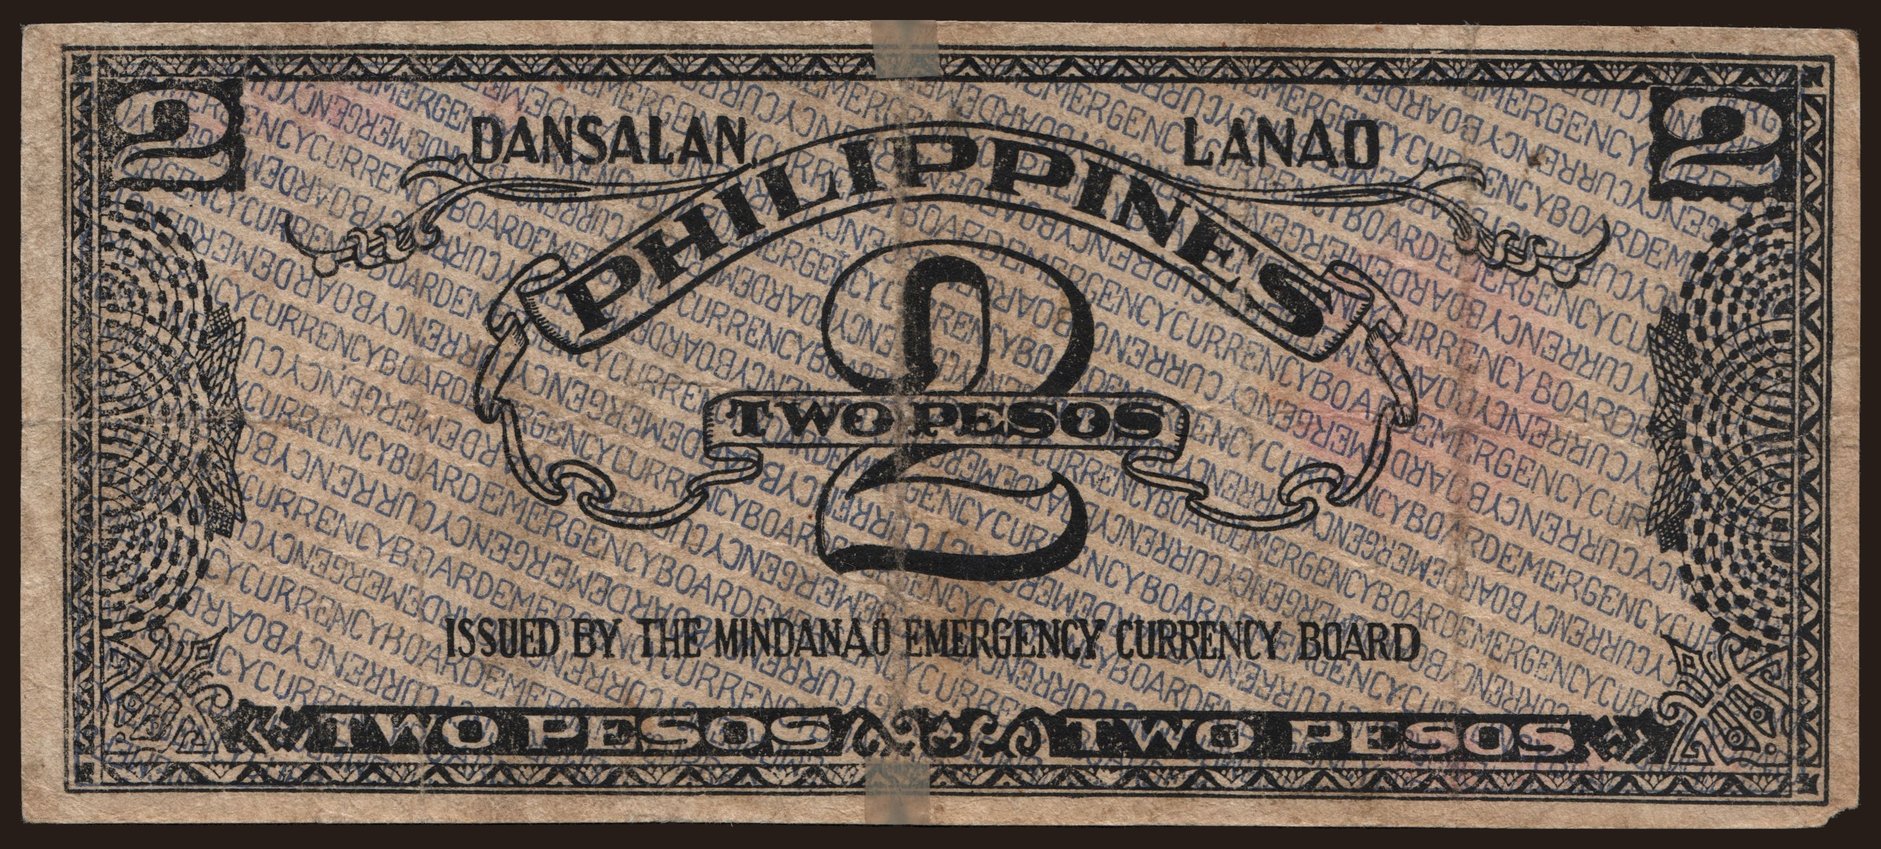 2 2
DANSALAN LANAO
PHILIPPINES
2
TWO PESOS
ISSUED BY THE MINDANAO EMERGENCY CURRENCY BOARD
TWO PESOS TWO PESOS
EMERGENCYCURRENCYBOARD